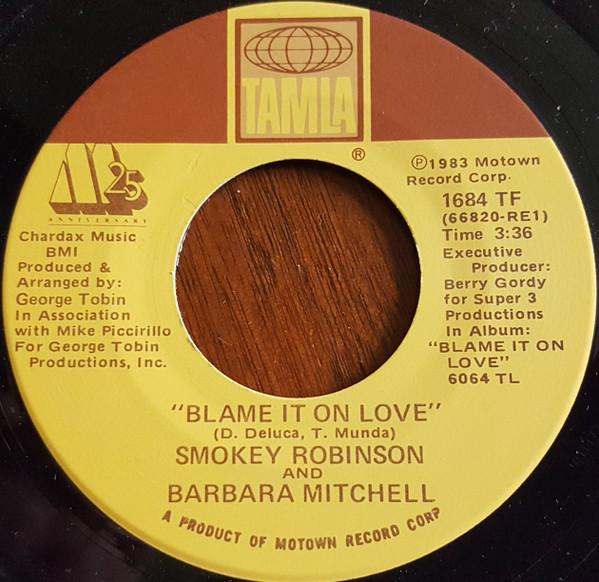 TAMLA
®
M25
ANNIVERSARY
Chardax Music
BMI
Produced &
Arranged by:
George Tobin
In Association
with Mike Piccirillo
For George Tobin
Productions, Inc.
℗1983 Motown
Record Corp.
1684 TF
(66820-RE1)
Time 3:36
Executive
Producer:
Berry Gordy
for Super 3
Productions
In Album:
"BLAME IT ON
LOVE"
6064 TL
"BLAME IT ON LOVE"
(D. Deluca, T. Munda)
SMOKEY ROBINSON
AND
BARBARA MITCHELL
A PRODUCT OF MOTOWN RECORD CORP